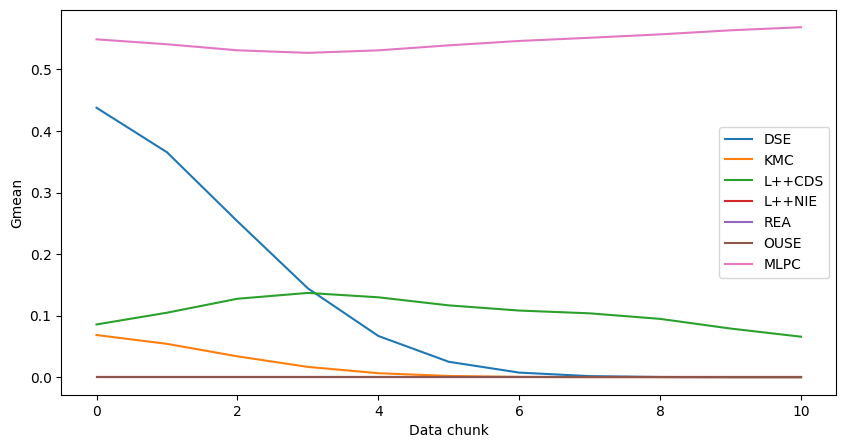 0.5
0.4
0.3
0.2
0.1
0.0
Gmean
0 2 4 6 8 10
Data chunk
DSE
KMC
L++CDS
L++NIE
REA
OUSE
MLPC